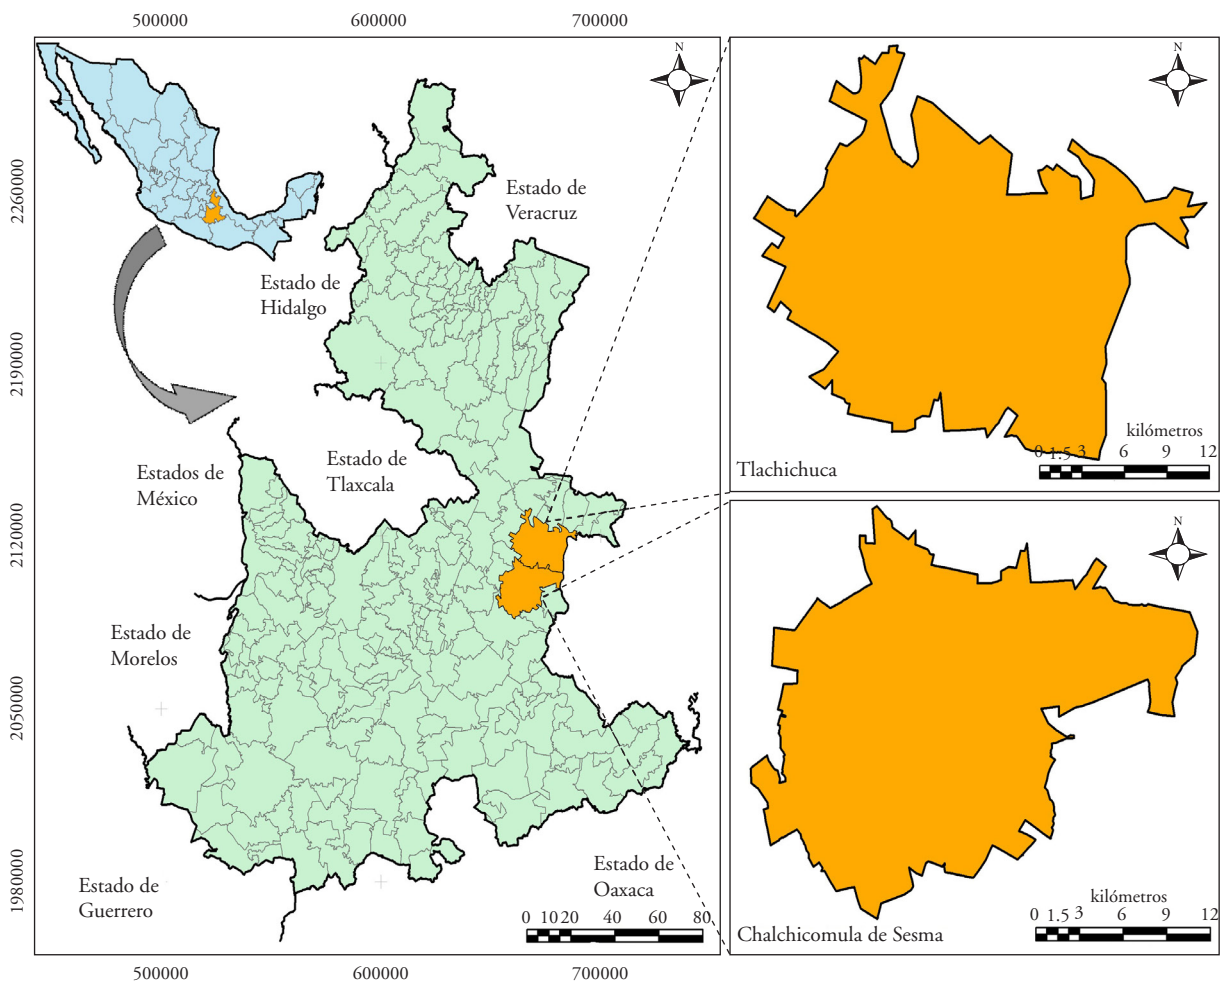 500000 600000 700000
N
N
2260000
2190000
2120000
2050000
1980000
Estado de
Veracruz
Estado de
Hidalgo
Estados de
México
Estado de
Tlaxcala
Estado de
Morelos
Estado de
Guerrero
Estado de
Oaxaca
0 10 20 40 60 80
500000 600000 700000
kilómetros
0 1.5 3 6 9 12
Tlachichuca
N
kilómetros
0 1.5 3 6 9 12
Chalchicomula de Sesma